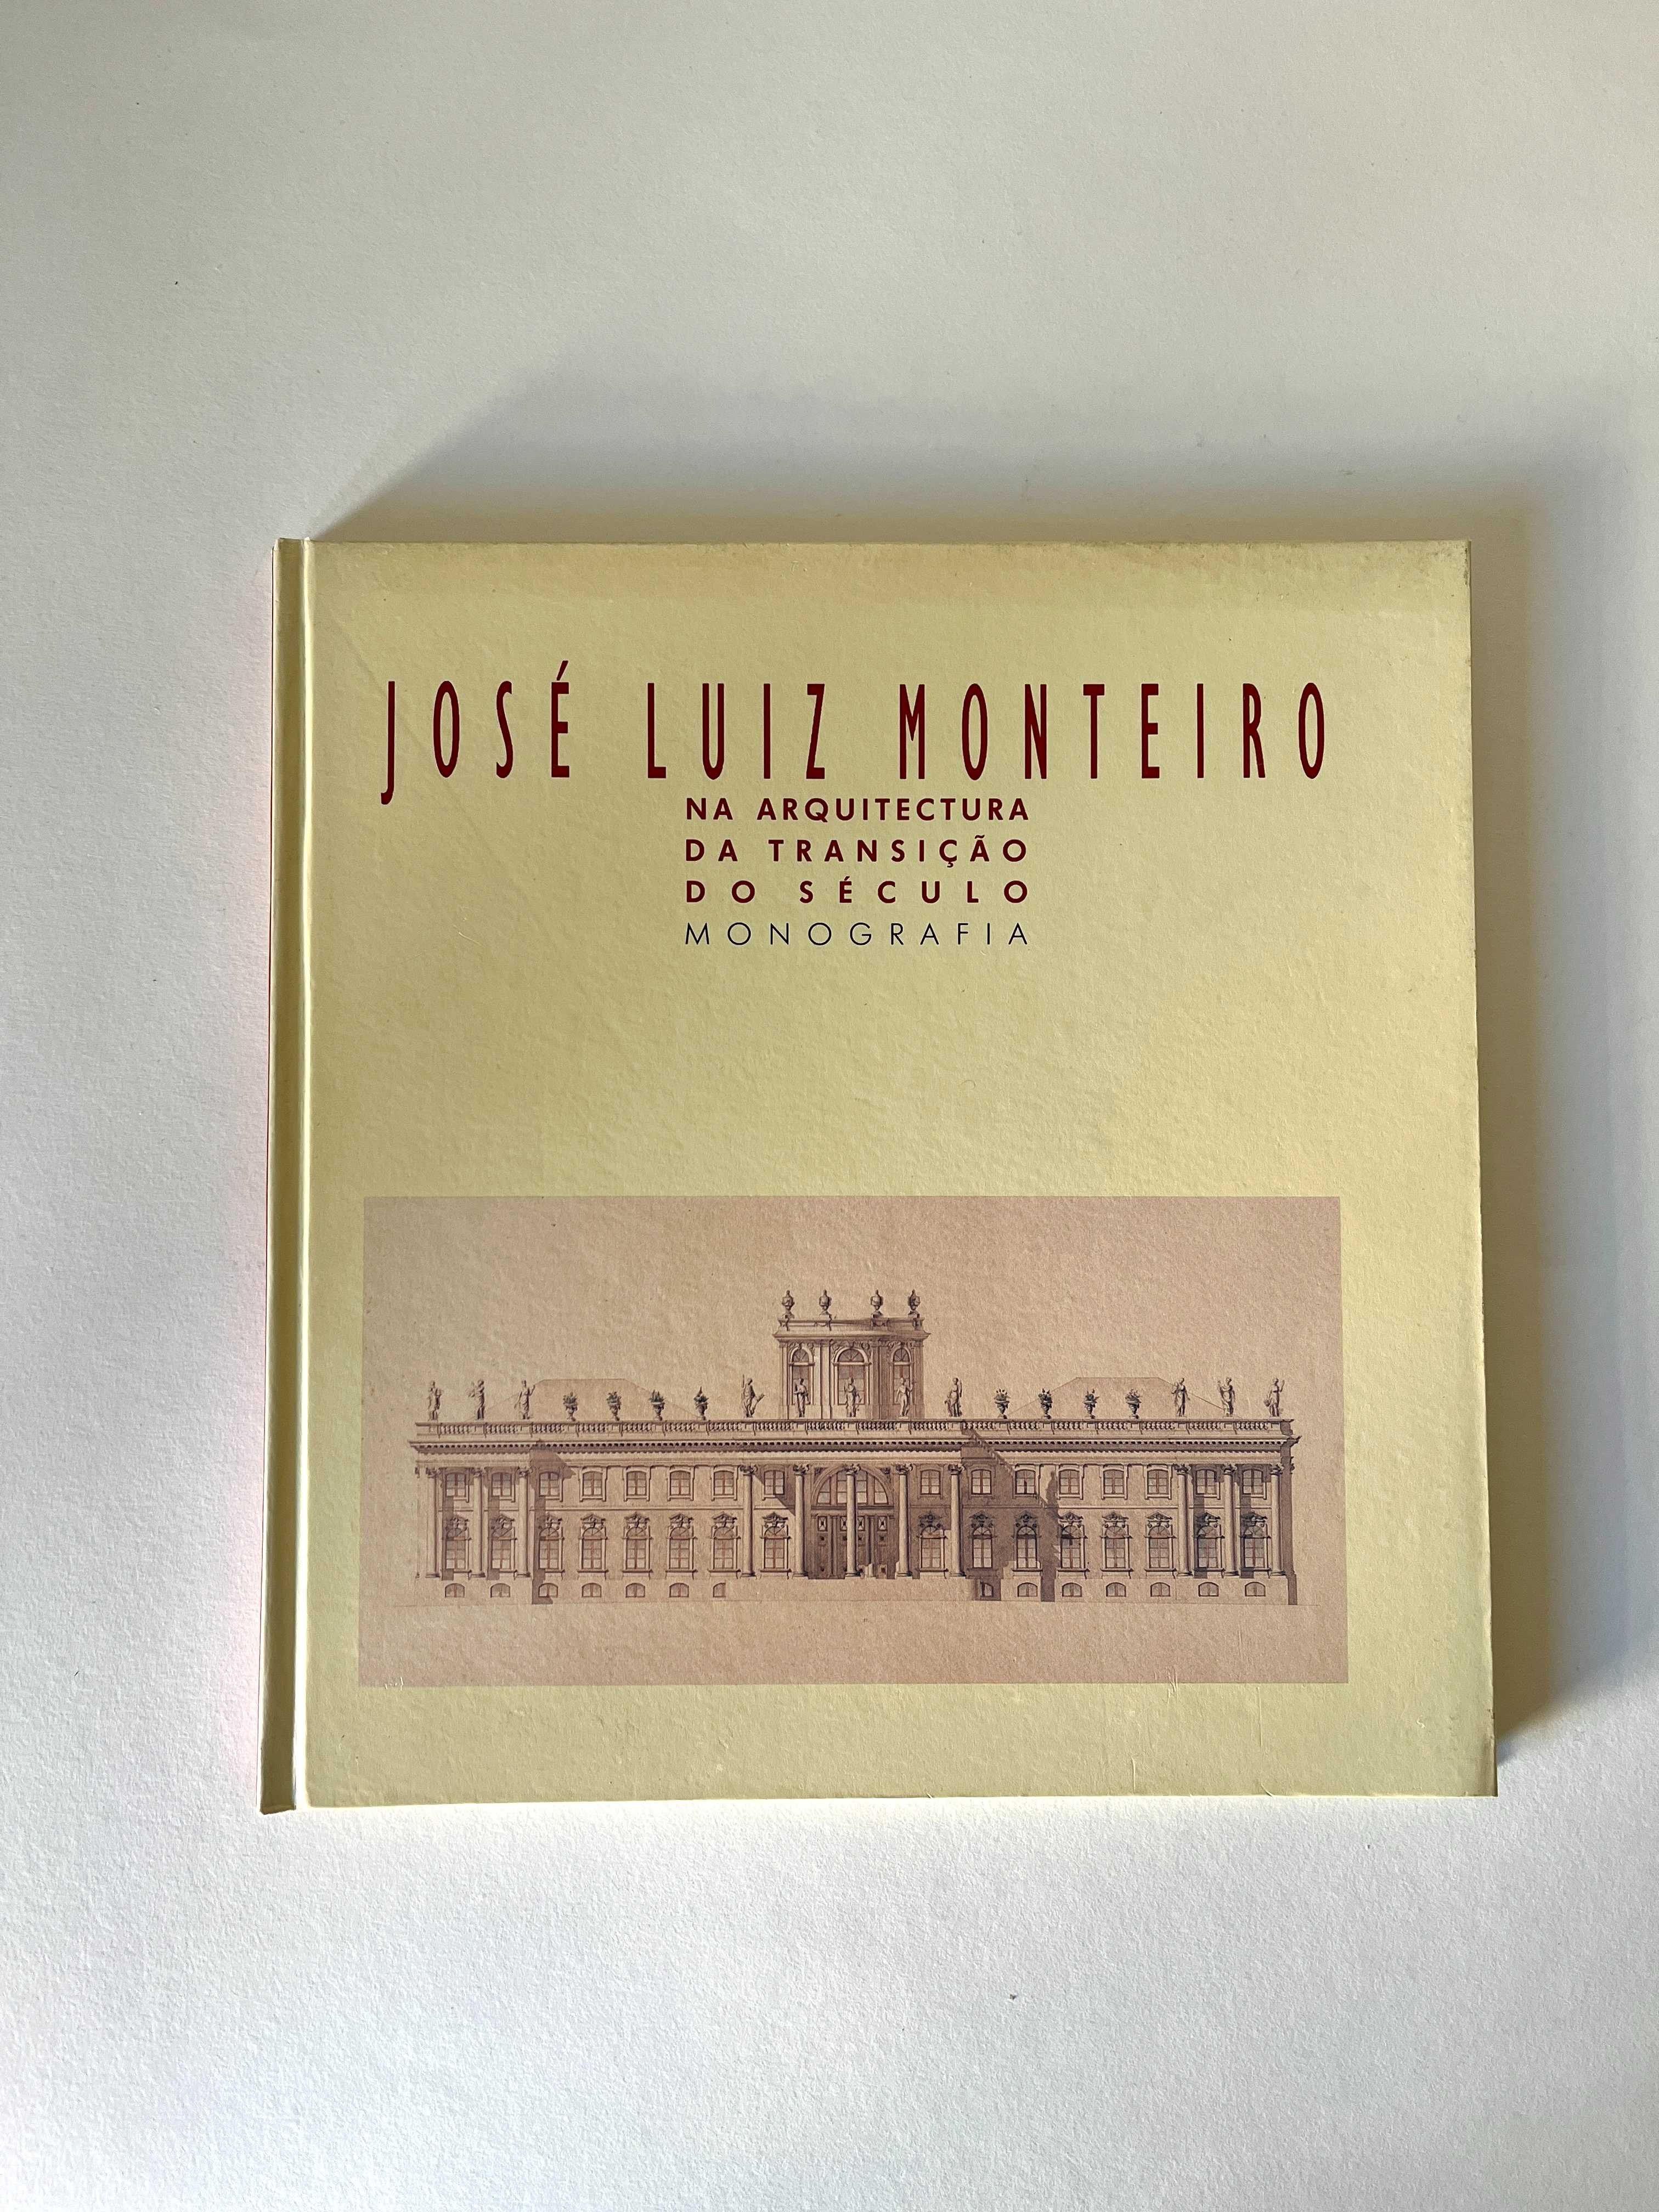 JOSÉ LUIZ MONTEIRO
NA ARQUITECTURA
DA TRANSIÇÃO
DO SÉCULO
MONOGRAFIA